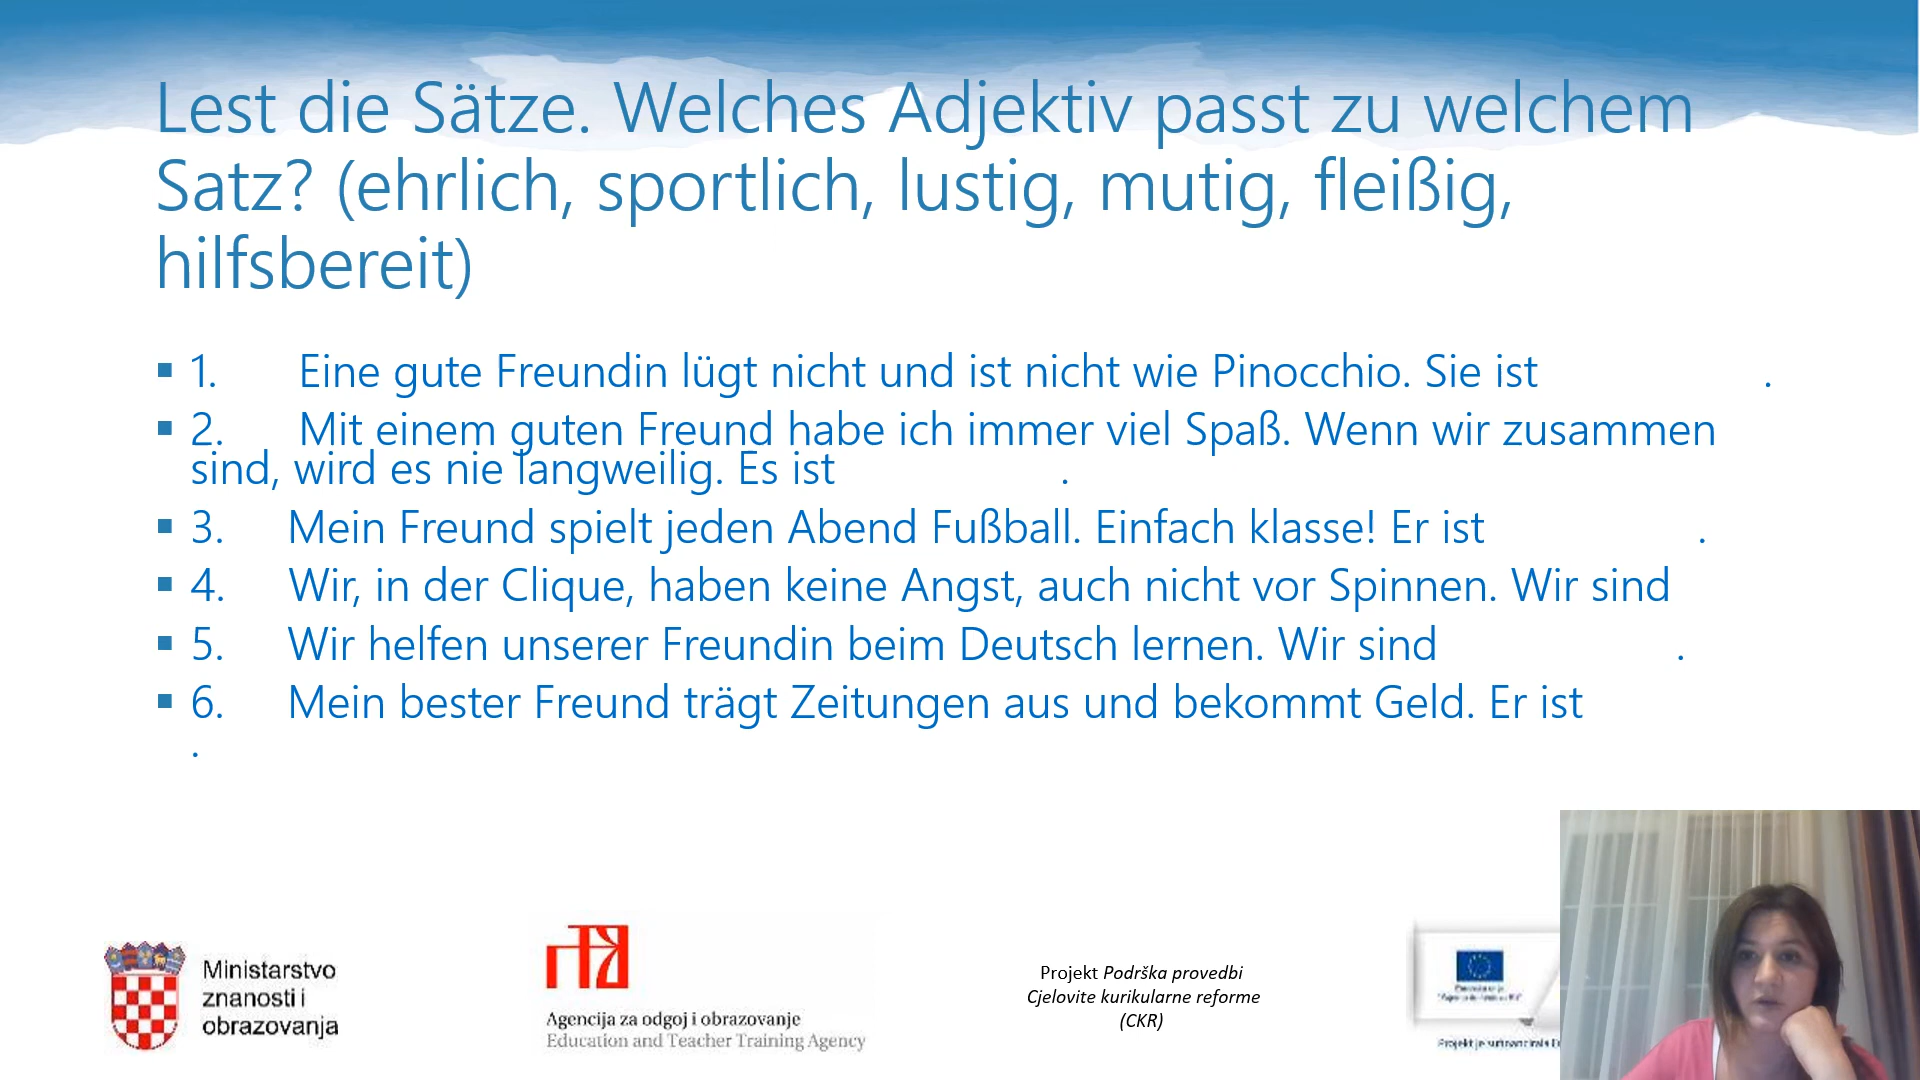 Lest die Sätze. Welches Adjektiv passt zu welchem
Satz? (ehrlich, sportlich, lustig, mutig, fleißig,
hilfsbereit)
▪ 1. Eine gute Freundin lügt nicht und ist nicht wie Pinocchio. Sie ist .
▪ 2. Mit einem guten Freund habe ich immer viel Spaß. Wenn wir zusammen
sind, wird es nie langweilig. Es ist .
▪ 3. Mein Freund spielt jeden Abend Fußball. Einfach klasse! Er ist .
▪ 4. Wir, in der Clique, haben keine Angst, auch nicht vor Spinnen. Wir sind
▪ 5. Wir helfen unserer Freundin beim Deutsch lernen. Wir sind .
▪ 6. Mein bester Freund trägt Zeitungen aus und bekommt Geld. Er ist
.
Ministarstvo
znanosti i
obrazovanja
Agencija za odgoj i obrazovanje
Education and Teacher Training Agency
Projekt Podrška provedbi
Cjelovite kurikularne reforme
(CKR)
Projekt je sufinancirala